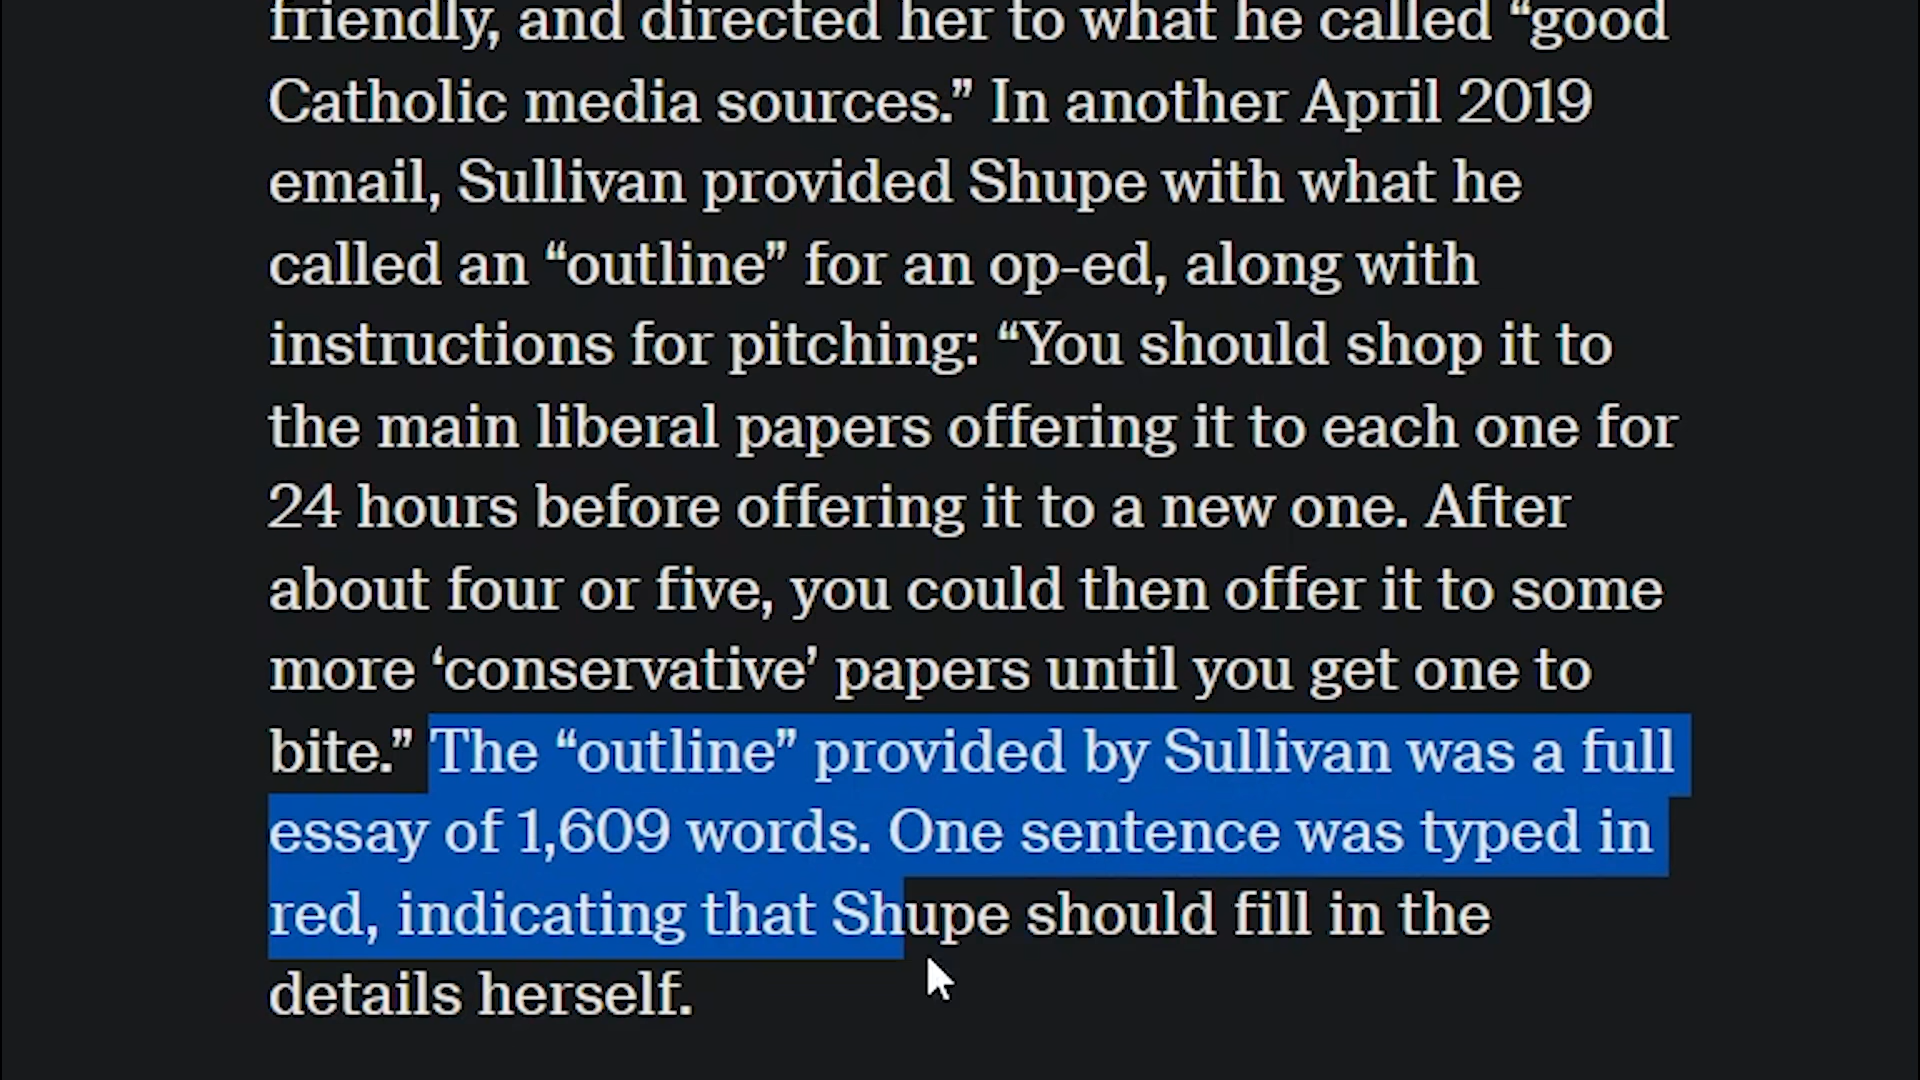 friendly, and directed her to what he called “good
Catholic media sources.” In another April 2019
email, Sullivan provided Shupe with what he
called an “outline” for an op-ed, along with
instructions for pitching: “You should shop it to
the main liberal papers offering it to each one for
24 hours before offering it to a new one. After
about four or five, you could then offer it to some
more ‘conservative’ papers until you get one to
bite.” The “outline” provided by Sullivan was a full
essay of 1,609 words. One sentence was typed in
red, indicating that Shupe should fill in the
details herself.